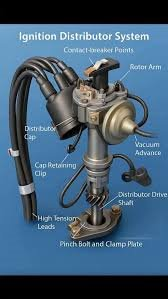 Ignition Distributor System
Contact-breaker Points
Rotor Arm
Distributor
Cap
Cap Retaining
Clip
Vacuum
Advance
Distributor Drive
Shaft
High Tension
Leads
Pinch Bolt and Clamp Plate